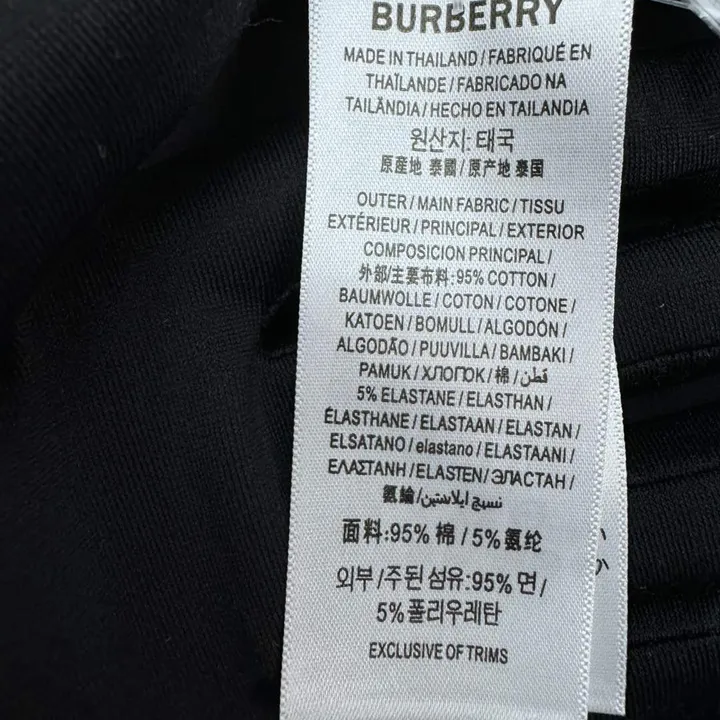 BURBERRY
MADE IN THAILAND / FABRIQUÉ EN
THAÏLANDE / FABRICADO NA
TAILÂNDIA / HECHO EN TAILANDIA
원산지: 태국
原産地 泰國 / 原产地 泰国
OUTER / MAIN FABRIC / TISSU
EXTÉRIEUR / PRINCIPAL / EXTERIOR
COMPOSICION PRINCIPAL /
外部/主要布料: 95% COTTON /
BAUMWOLLE / COTON / COTONE /
KATOEN / BOMULL / ALGODÓN /
ALGODÃO / PUUVILLA / BAMBAKI /
PAMUK / ХЛОПОК / 棉 / قطن/
5% ELASTANE / ELASTHAN /
ÉLASTHANE / ELASTAAN / ELASTAN /
ELSATANO / elastano / ELASTAANI /
ΕΛΑΣΤΑΝΗ / ELASTEN / ЭЛАСТАН /
氨綸/نسيج ايلاستين
面料: 95% 棉 / 5% 氨纶
외부 /주된 섬유: 95% 면 /
5% 폴리우레탄
EXCLUSIVE OF TRIMS